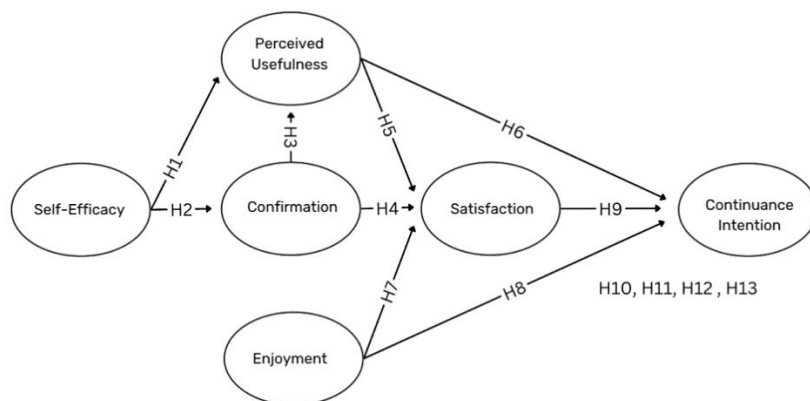 Perceived
Usefulness
H1
H3
H5
H6
Self-Efficacy
H2
Confirmation
H4
Satisfaction
H9
Continuance
Intention
H7
H8
H10, H11, H12 , H13
Enjoyment